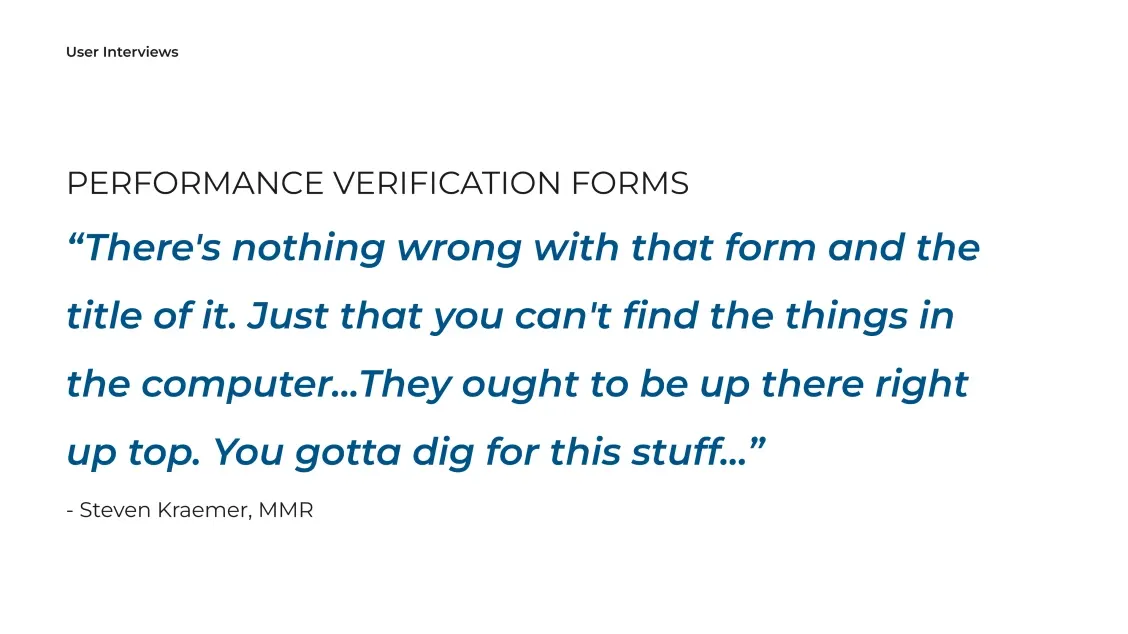 User Interviews
PERFORMANCE VERIFICATION FORMS
“There's nothing wrong with that form and the
title of it. Just that you can't find the things in
the computer...They ought to be up there right
up top. You gotta dig for this stuff...”
- Steven Kraemer, MMR